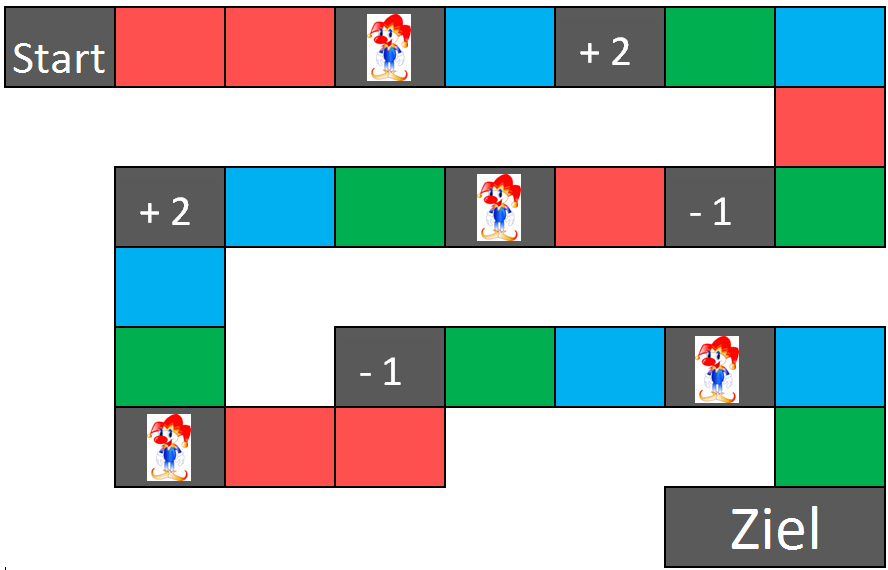 Start
+ 2
+ 2
- 1
- 1
Ziel